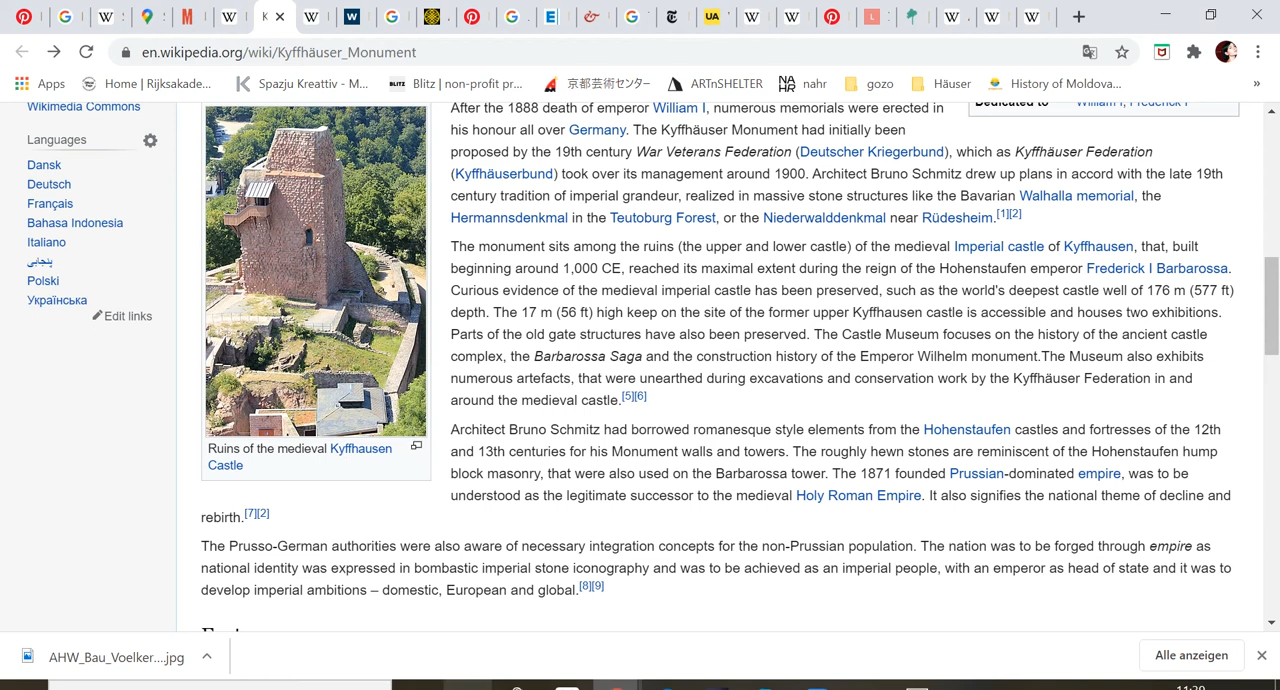 en.wikipedia.org/wiki/Kyffhäuser_Monument
Apps
Home | Rijksakade...
Spazju Kreattiv - M...
BLITZ
Blitz | non-profit pr...
京都芸術センター
ARTnSHELTER
nahr
gozo
Häuser
History of Moldova...
»
Wikimedia Commons
Languages
Dansk
Deutsch
Français
Bahasa Indonesia
Italiano
پنجابی
Polski
Українська
Edit links
Ruins of the medieval Kyffhausen
Castle
Dedicated to William I, Frederick I
After the 1888 death of emperor William I, numerous memorials were erected in
his honour all over Germany. The Kyffhäuser Monument had initially been
proposed by the 19th century War Veterans Federation (Deutscher Kriegerbund), which as Kyffhäuser Federation
(Kyffhäuserbund) took over its management around 1900. Architect Bruno Schmitz drew up plans in accord with the late 19th
century tradition of imperial grandeur, realized in massive stone structures like the Bavarian Walhalla memorial, the
Hermannsdenkmal in the Teutoburg Forest, or the Niederwalddenkmal near Rüdesheim.[1][2]
The monument sits among the ruins (the upper and lower castle) of the medieval Imperial castle of Kyffhausen, that, built
beginning around 1,000 CE, reached its maximal extent during the reign of the Hohenstaufen emperor Frederick I Barbarossa.
Curious evidence of the medieval imperial castle has been preserved, such as the world's deepest castle well of 176 m (577 ft)
depth. The 17 m (56 ft) high keep on the site of the former upper Kyffhausen castle is accessible and houses two exhibitions.
Parts of the old gate structures have also been preserved. The Castle Museum focuses on the history of the ancient castle
complex, the Barbarossa Saga and the construction history of the Emperor Wilhelm monument.The Museum also exhibits
numerous artefacts, that were unearthed during excavations and conservation work by the Kyffhäuser Federation in and
around the medieval castle.[5][6]
Architect Bruno Schmitz had borrowed romanesque style elements from the Hohenstaufen castles and fortresses of the 12th
and 13th centuries for his Monument walls and towers. The roughly hewn stones are reminiscent of the Hohenstaufen hump
block masonry, that were also used on the Barbarossa tower. The 1871 founded Prussian-dominated empire, was to be
understood as the legitimate successor to the medieval Holy Roman Empire. It also signifies the national theme of decline and
rebirth.[7][2]
The Prusso-German authorities were also aware of necessary integration concepts for the non-Prussian population. The nation was to be forged through empire as
national identity was expressed in bombastic imperial stone iconography and was to be achieved as an imperial people, with an emperor as head of state and it was to
develop imperial ambitions – domestic, European and global.[8][9]
AHW_Bau_Voelker....jpg
Alle anzeigen